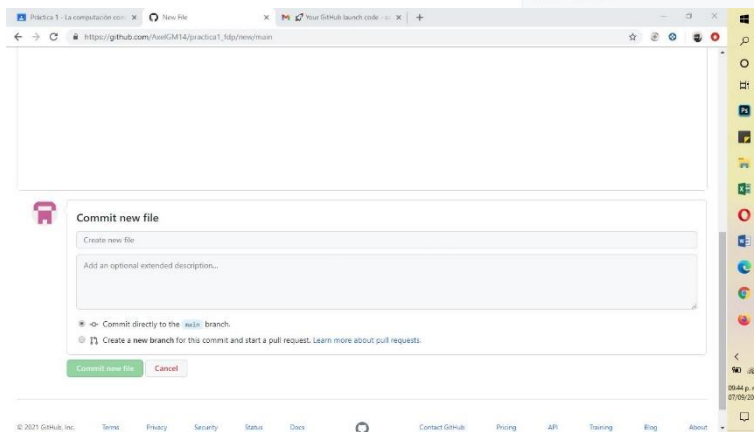 Práctica 1 - La computación com
New File
Your GitHub launch code -
https://github.com/AxelGM14/practica1_fdp/new/main
Commit new file
Create new file
Add an optional extended description...
Commit directly to the main branch.
Create a new branch for this commit and start a pull request. Learn more about pull requests.
Commit new file
Cancel
09:44 p.
07/09/20
© 2021 GitHub, Inc.
Terms
Privacy
Security
Status
Docs
Contact GitHub
Pricing
API
Training
Blog
About